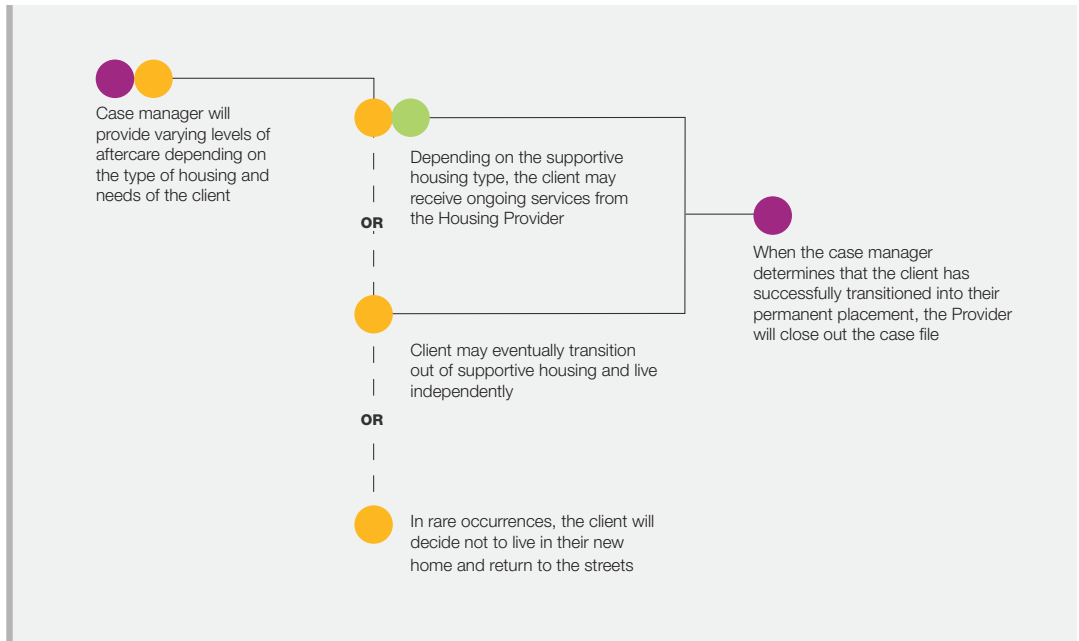 Case manager will
provide varying levels of
aftercare depending on
the type of housing and
needs of the client
Depending on the supportive
housing type, the client may
receive ongoing services from
the Housing Provider
OR
Client may eventually transition
out of supportive housing and live
independently
OR
In rare occurrences, the client will
decide not to live in their new
home and return to the streets
When the case manager
determines that the client has
successfully transitioned into their
permanent placement, the Provider
will close out the case file